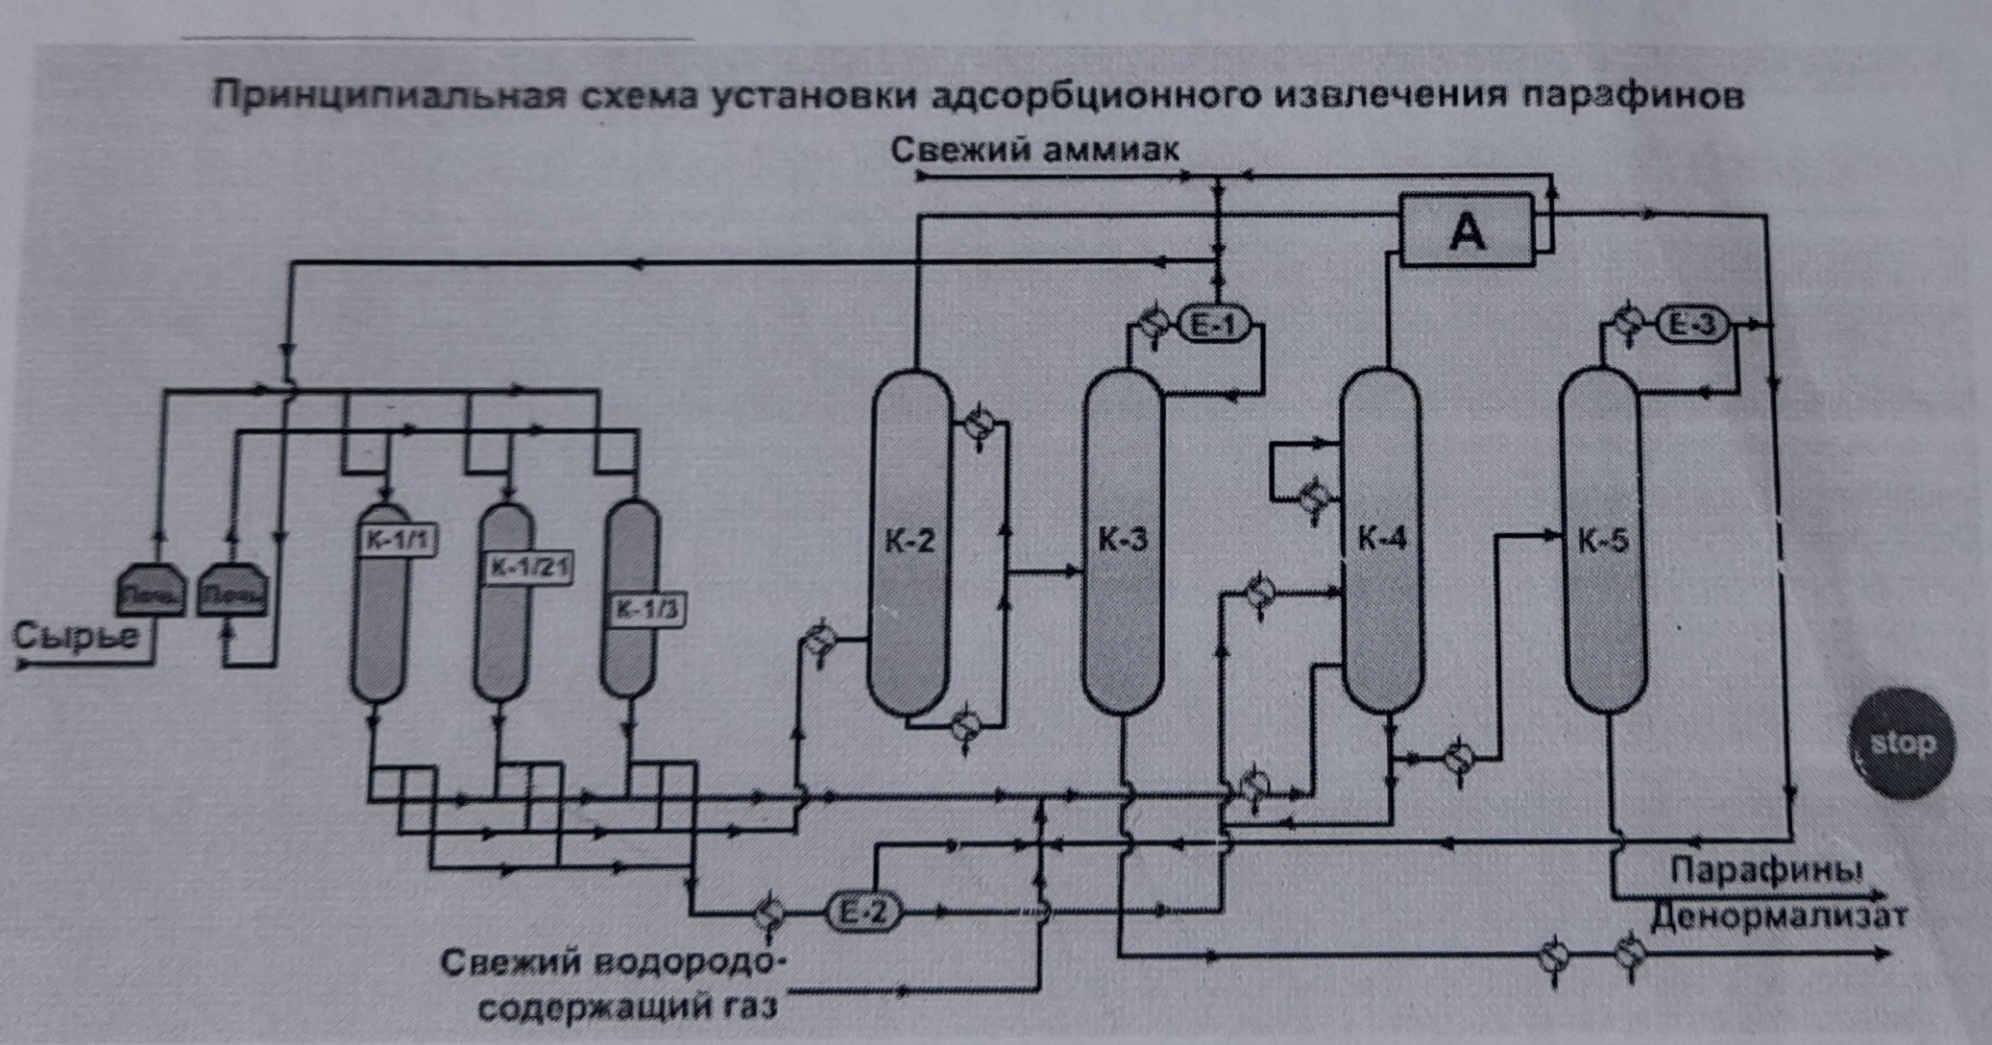 Принципиальная схема установки адсорбционного извлечения парафинов
Свежий аммиак
А
Е-1
Е-3
К-1/1
К-2
К-3
К-4
К-5
К-1/21
Печь
Печь
К-1/3
Сырье
stop
Парафины
Е-2
Денормализат
Свежий водородо-
содержащий газ